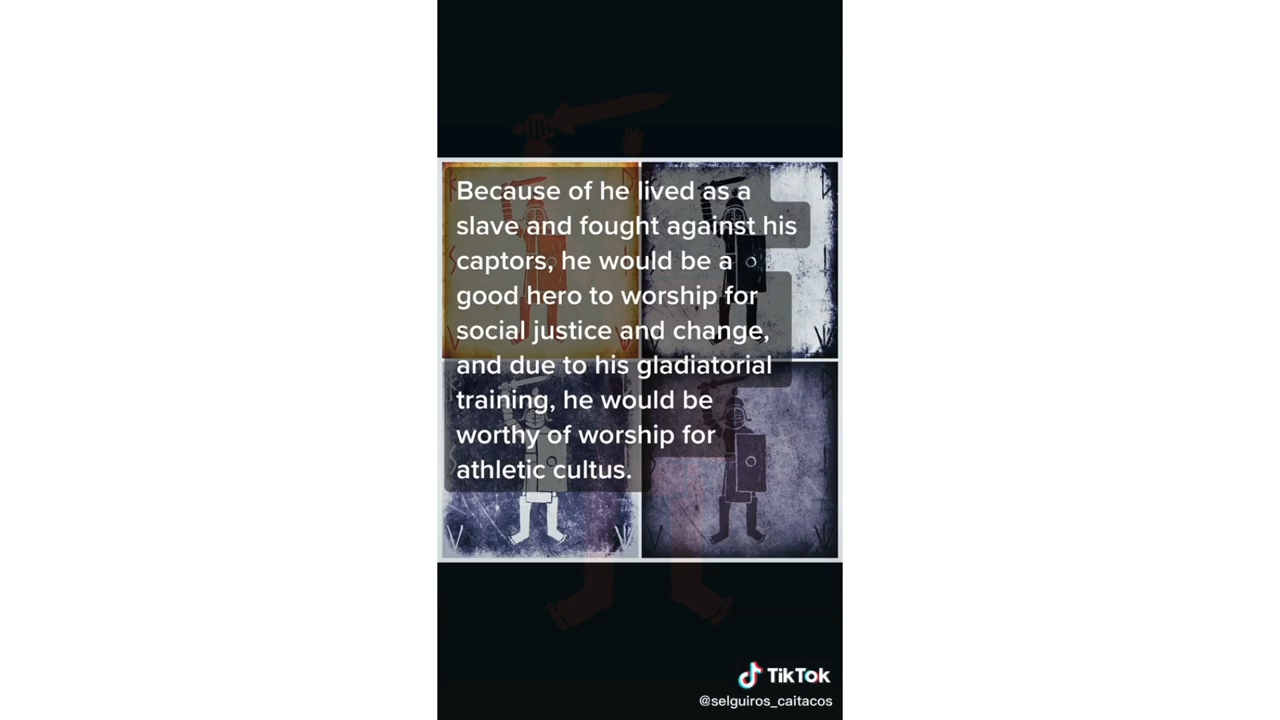 Because of he lived as a
slave and fought against his
captors, he would be a
good hero to worship for
social justice and change,
and due to his gladiatorial
training, he would be
worthy of worship for
athletic cultus.
TikTok
@selguiros_caitacos